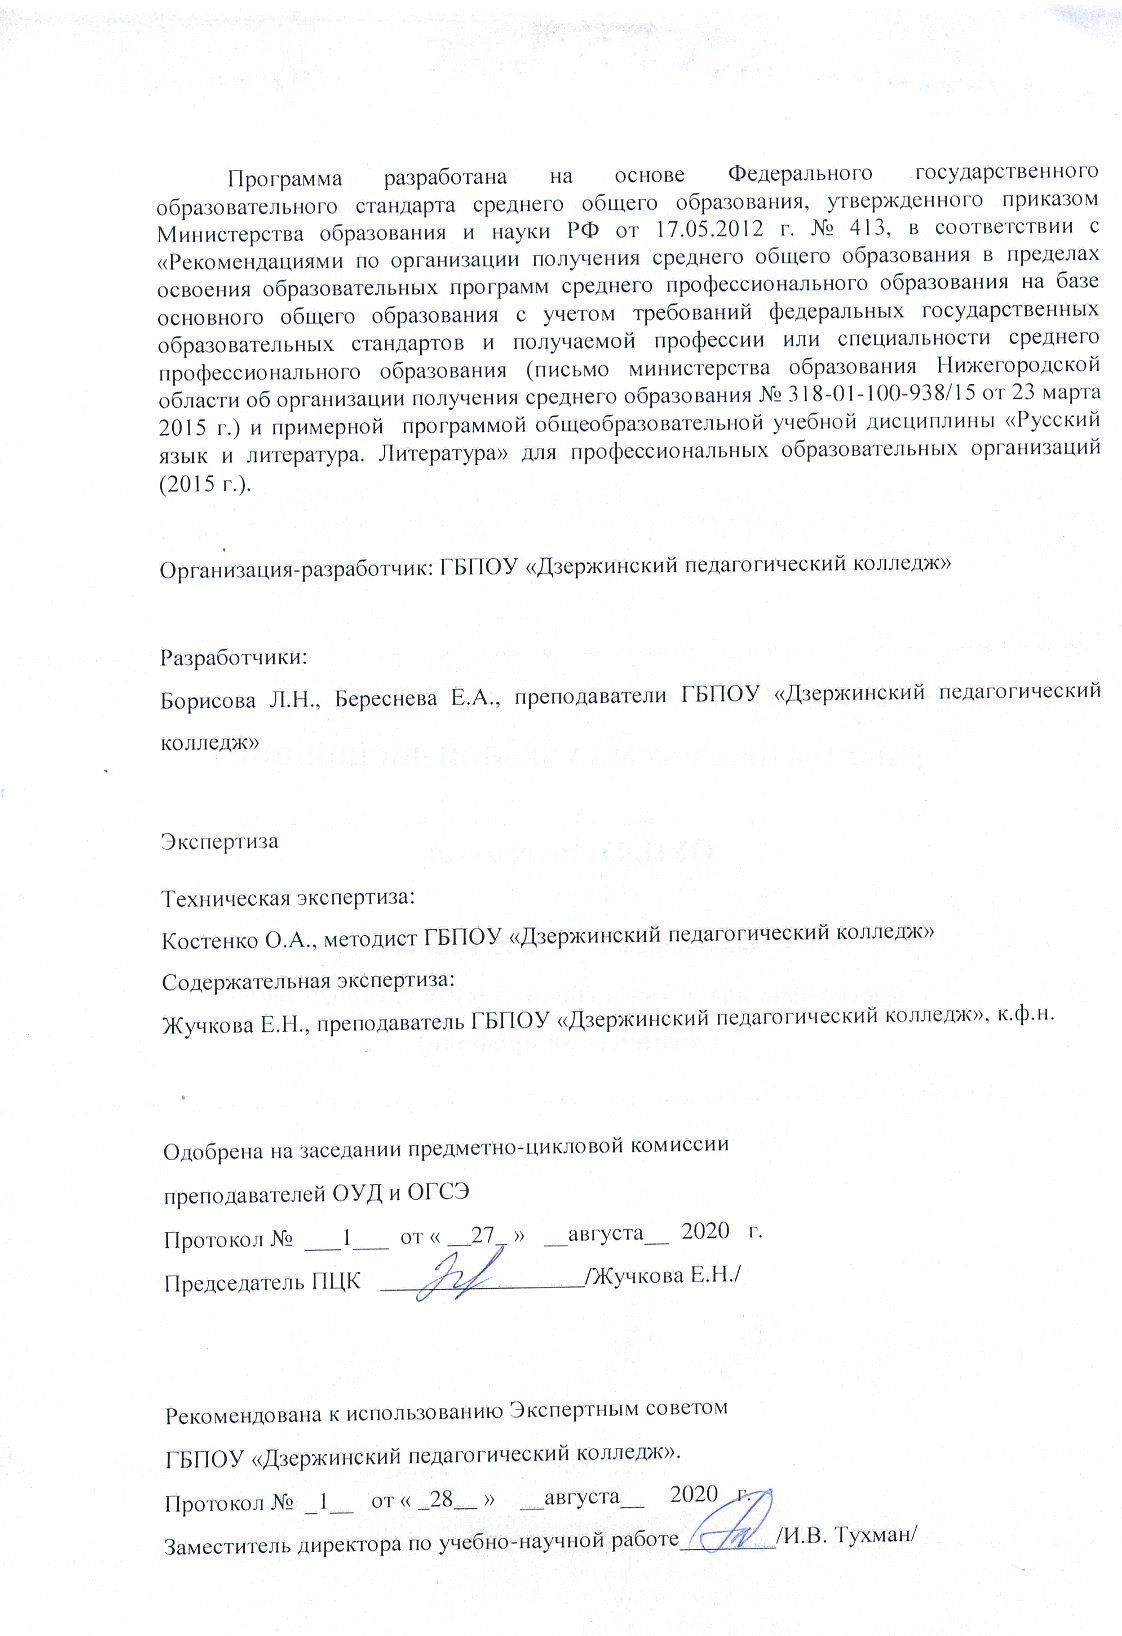 Программа разработана на основе Федерального государственного
образовательного стандарта среднего общего образования, утвержденного приказом
Министерства образования и науки РФ от 17.05.2012 г. № 413, в соответствии с
«Рекомендациями по организации получения среднего общего образования в пределах
освоения образовательных программ среднего профессионального образования на базе
основного общего образования с учетом требований федеральных государственных
образовательных стандартов и получаемой профессии или специальности среднего
профессионального образования (письмо министерства образования Нижегородской
области об организации получения среднего образования № 318-01-100-938/15 от 23 марта
2015 г.) и примерной программой общеобразовательной учебной дисциплины «Русский
язык и литература. Литература» для профессиональных образовательных организаций
(2015 г.).
Организация-разработчик: ГБПОУ «Дзержинский педагогический колледж»
Разработчики:
Борисова Л.Н., Береснева Е.А., преподаватели ГБПОУ «Дзержинский педагогический
колледж»
Экспертиза
Техническая экспертиза:
Костенко О.А., методист ГБПОУ «Дзержинский педагогический колледж»
Содержательная экспертиза:
Жучкова Е.Н., преподаватель ГБПОУ «Дзержинский педагогический колледж», к.ф.н.
Одобрена на заседании предметно-цикловой комиссии
преподавателей ОУД и ОГСЭ
Протокол № ___1___ от « __27_ » __августа__ 2020 г.
Председатель ПЦК _________________/Жучкова Е.Н./
Рекомендована к использованию Экспертным советом
ГБПОУ «Дзержинский педагогический колледж».
Протокол № _1__ от « _28__ » __августа__ 2020 г.
Заместитель директора по учебно-научной работе________/И.В. Тухман/